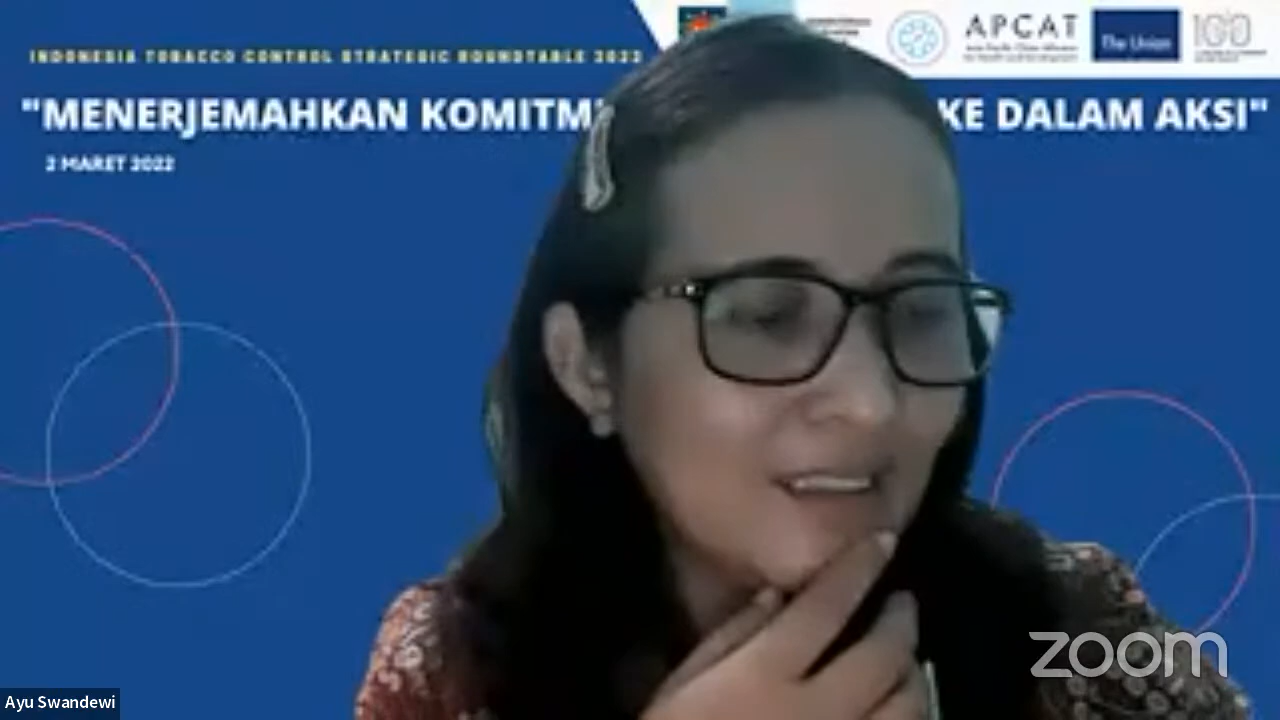 INDONESIA TOBACCO CONTROL STRATEGIC ROUNDTABLE 2022
APCAT
The Union
100
"MENERJEMAHKAN KOMITM KE DALAM AKSI"
2 MARET 2022
zoom
Ayu Swandewi